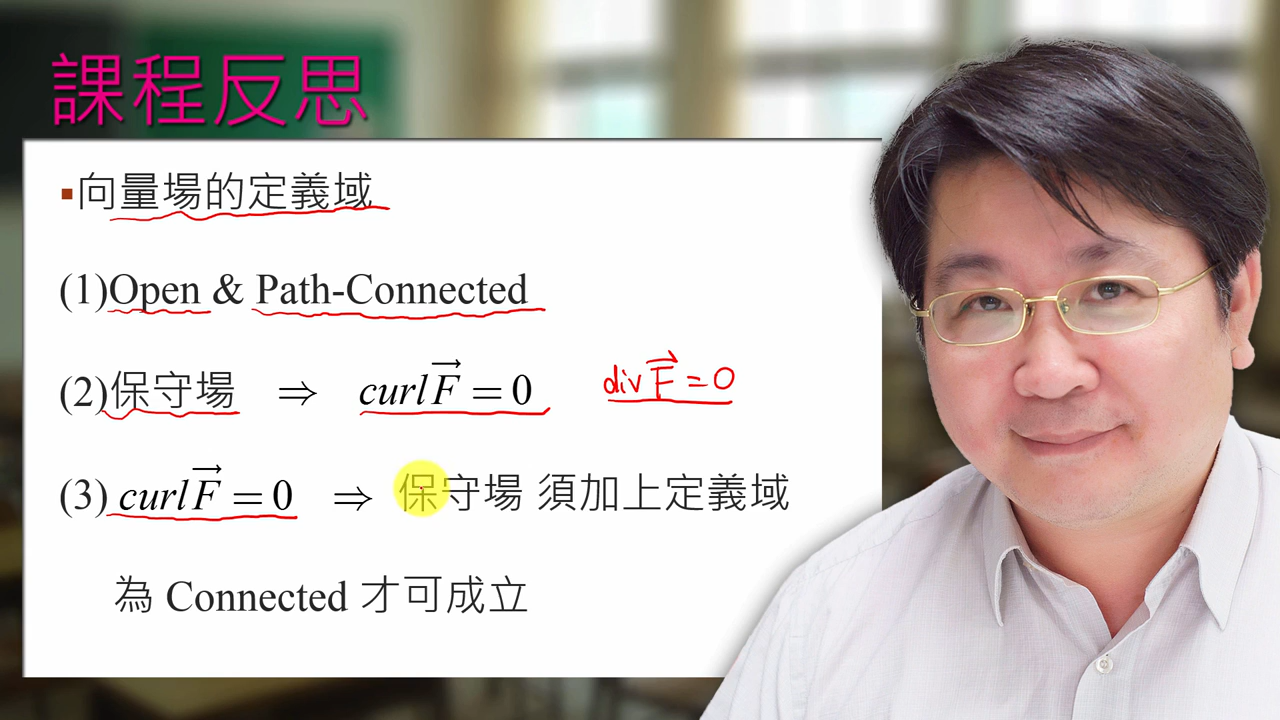 課程反思
▪向量場的定義域
(1)Open & Path-Connected
(2)保守場 ⇒ curl F⃗ = 0 div F⃗ = 0
(3) curl F⃗ = 0 ⇒ 保守場 須加上定義域
為 Connected 才可成立